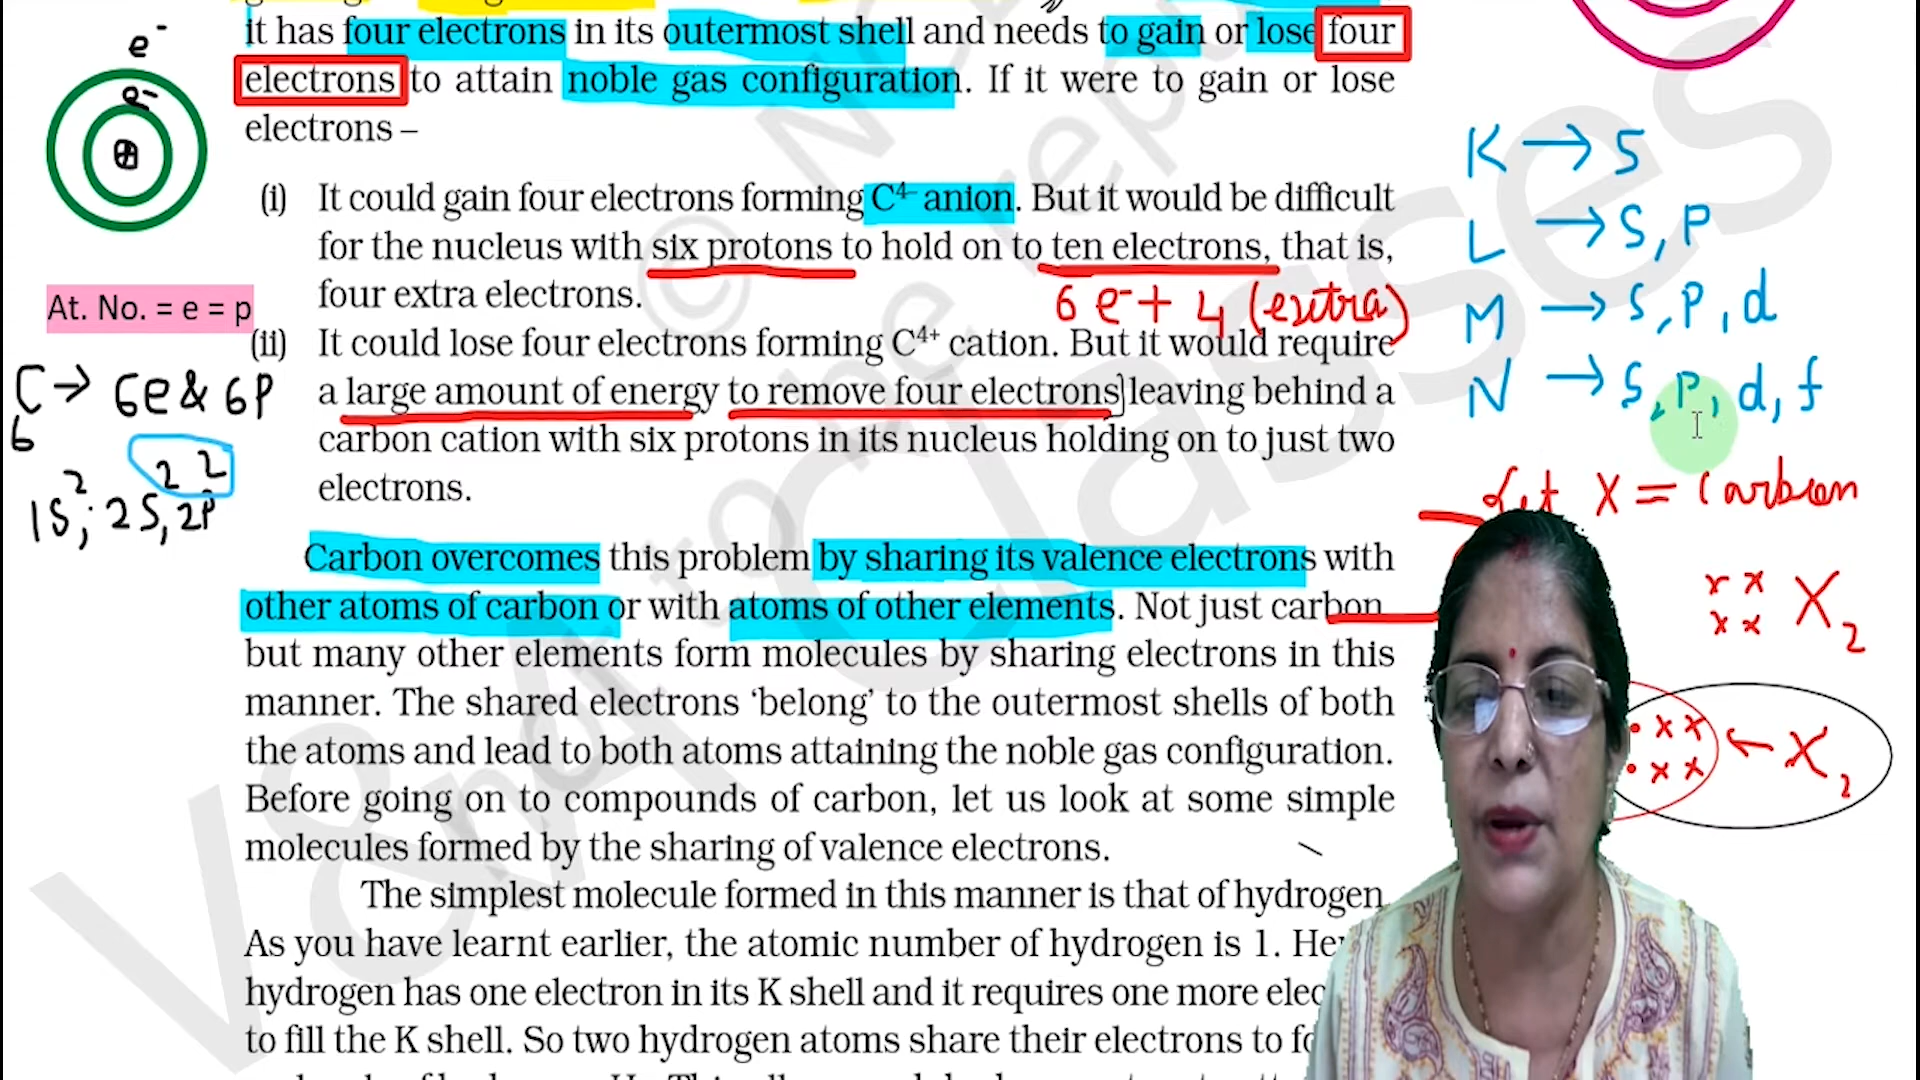 it has four electrons in its outermost shell and needs to gain or lose four
electrons to attain noble gas configuration. If it were to gain or lose
electrons –
(i) It could gain four electrons forming C⁴⁻ anion. But it would be difficult
for the nucleus with six protons to hold on to ten electrons, that is,
four extra electrons.
6 e⁻ + 4 (extra)
(ii) It could lose four electrons forming C⁴⁺ cation. But it would require
a large amount of energy to remove four electrons leaving behind a
carbon cation with six protons in its nucleus holding on to just two
electrons.
Carbon overcomes this problem by sharing its valence electrons with
other atoms of carbon or with atoms of other elements. Not just carbon
but many other elements form molecules by sharing electrons in this
manner. The shared electrons ‘belong’ to the outermost shells of both
the atoms and lead to both atoms attaining the noble gas configuration.
Before going on to compounds of carbon, let us look at some simple
molecules formed by the sharing of valence electrons.
The simplest molecule formed in this manner is that of hydrogen
As you have learnt earlier, the atomic number of hydrogen is 1.
hydrogen has one electron in its K shell and it requires one more
to fill the K shell. So two hydrogen atoms share their electrons to
e⁻
e⁻
+
At. No. = e = p
C → 6e & 6p
6
1s²; 2s², 2p²
K → s
L → s, p
M → s, p, d
N → s, p, d, f
Let X = Carbon
x x
x x
X₂
x x
x x
← X₂
Classes